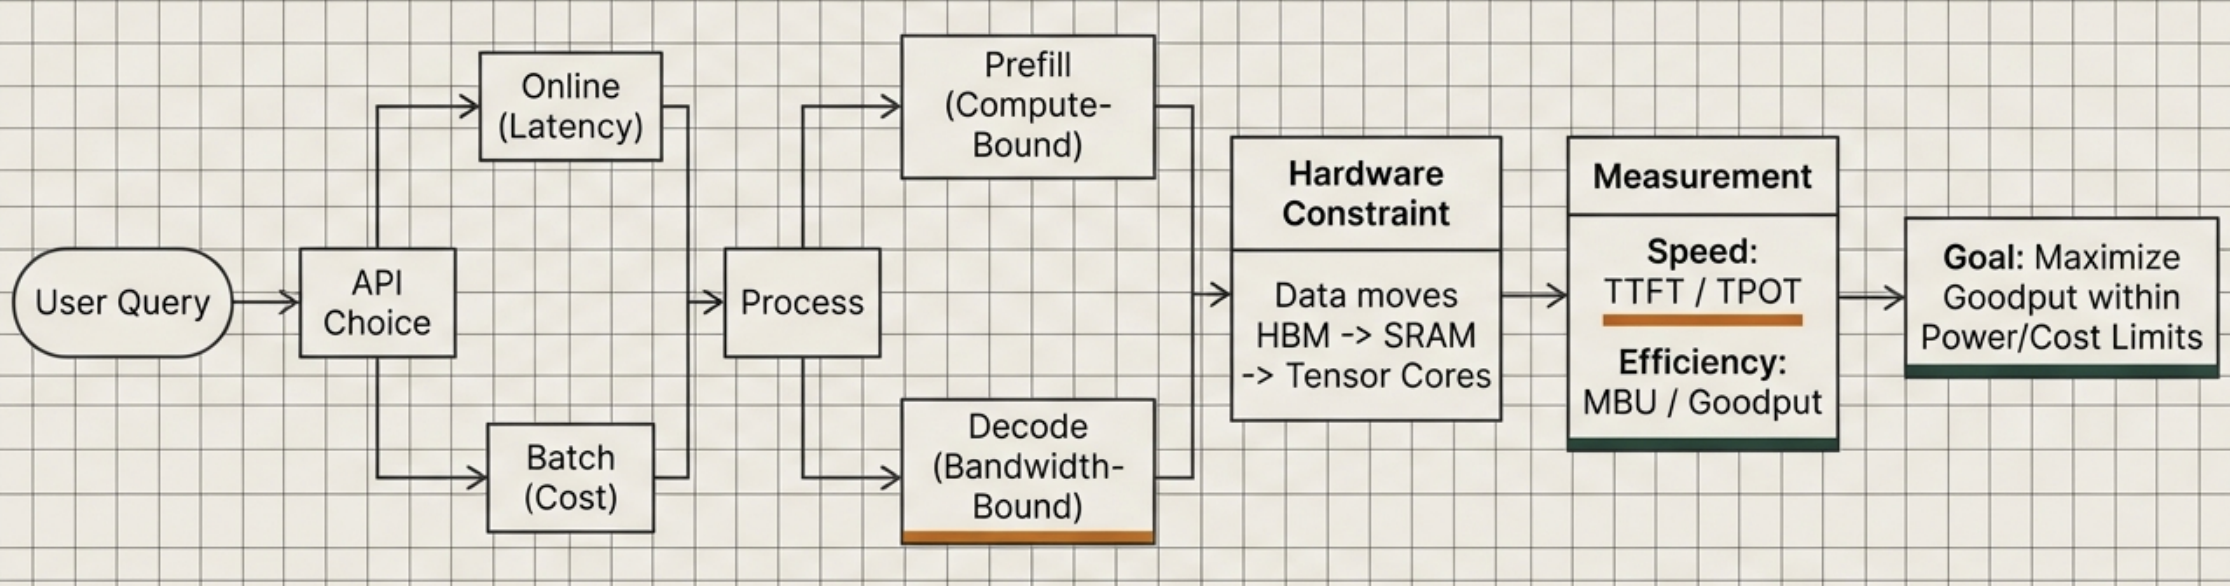 User Query
API
Choice
Online
(Latency)
Batch
(Cost)
Process
Prefill
(Compute-
Bound)
Decode
(Bandwidth-
Bound)
Hardware
Constraint
Data moves
HBM -> SRAM
-> Tensor Cores
Measurement
Speed:
TTFT / TPOT
Efficiency:
MBU / Goodput
Goal: Maximize
Goodput within
Power/Cost Limits